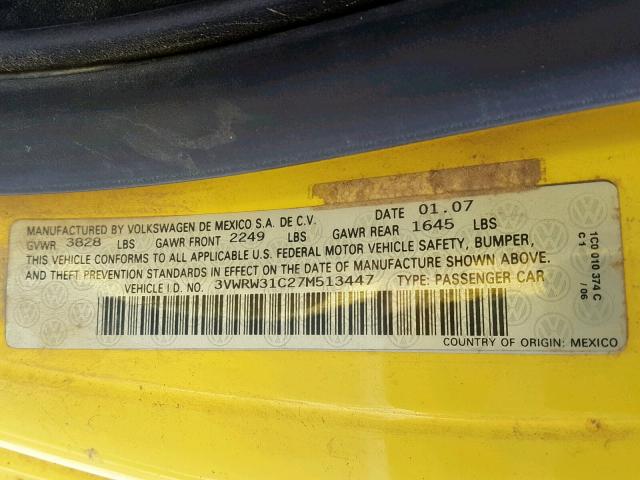 MANUFACTURED BY VOLKSWAGEN DE MEXICO S.A. DE C.V. DATE 01.07
GVWR 3828 LBS GAWR FRONT 2249 LBS GAWR REAR 1645 LBS
THIS VEHICLE CONFORMS TO ALL APPLICABLE U.S. FEDERAL MOTOR VEHICLE SAFETY, BUMPER,
AND THEFT PREVENTION STANDARDS IN EFFECT ON THE DATE OF MANUFACTURE SHOWN ABOVE.
VEHICLE I.D. NO. 3VWRW31C27M513447 TYPE: PASSENGER CAR
COUNTRY OF ORIGIN: MEXICO
1C0 010 374 C
C1 /06